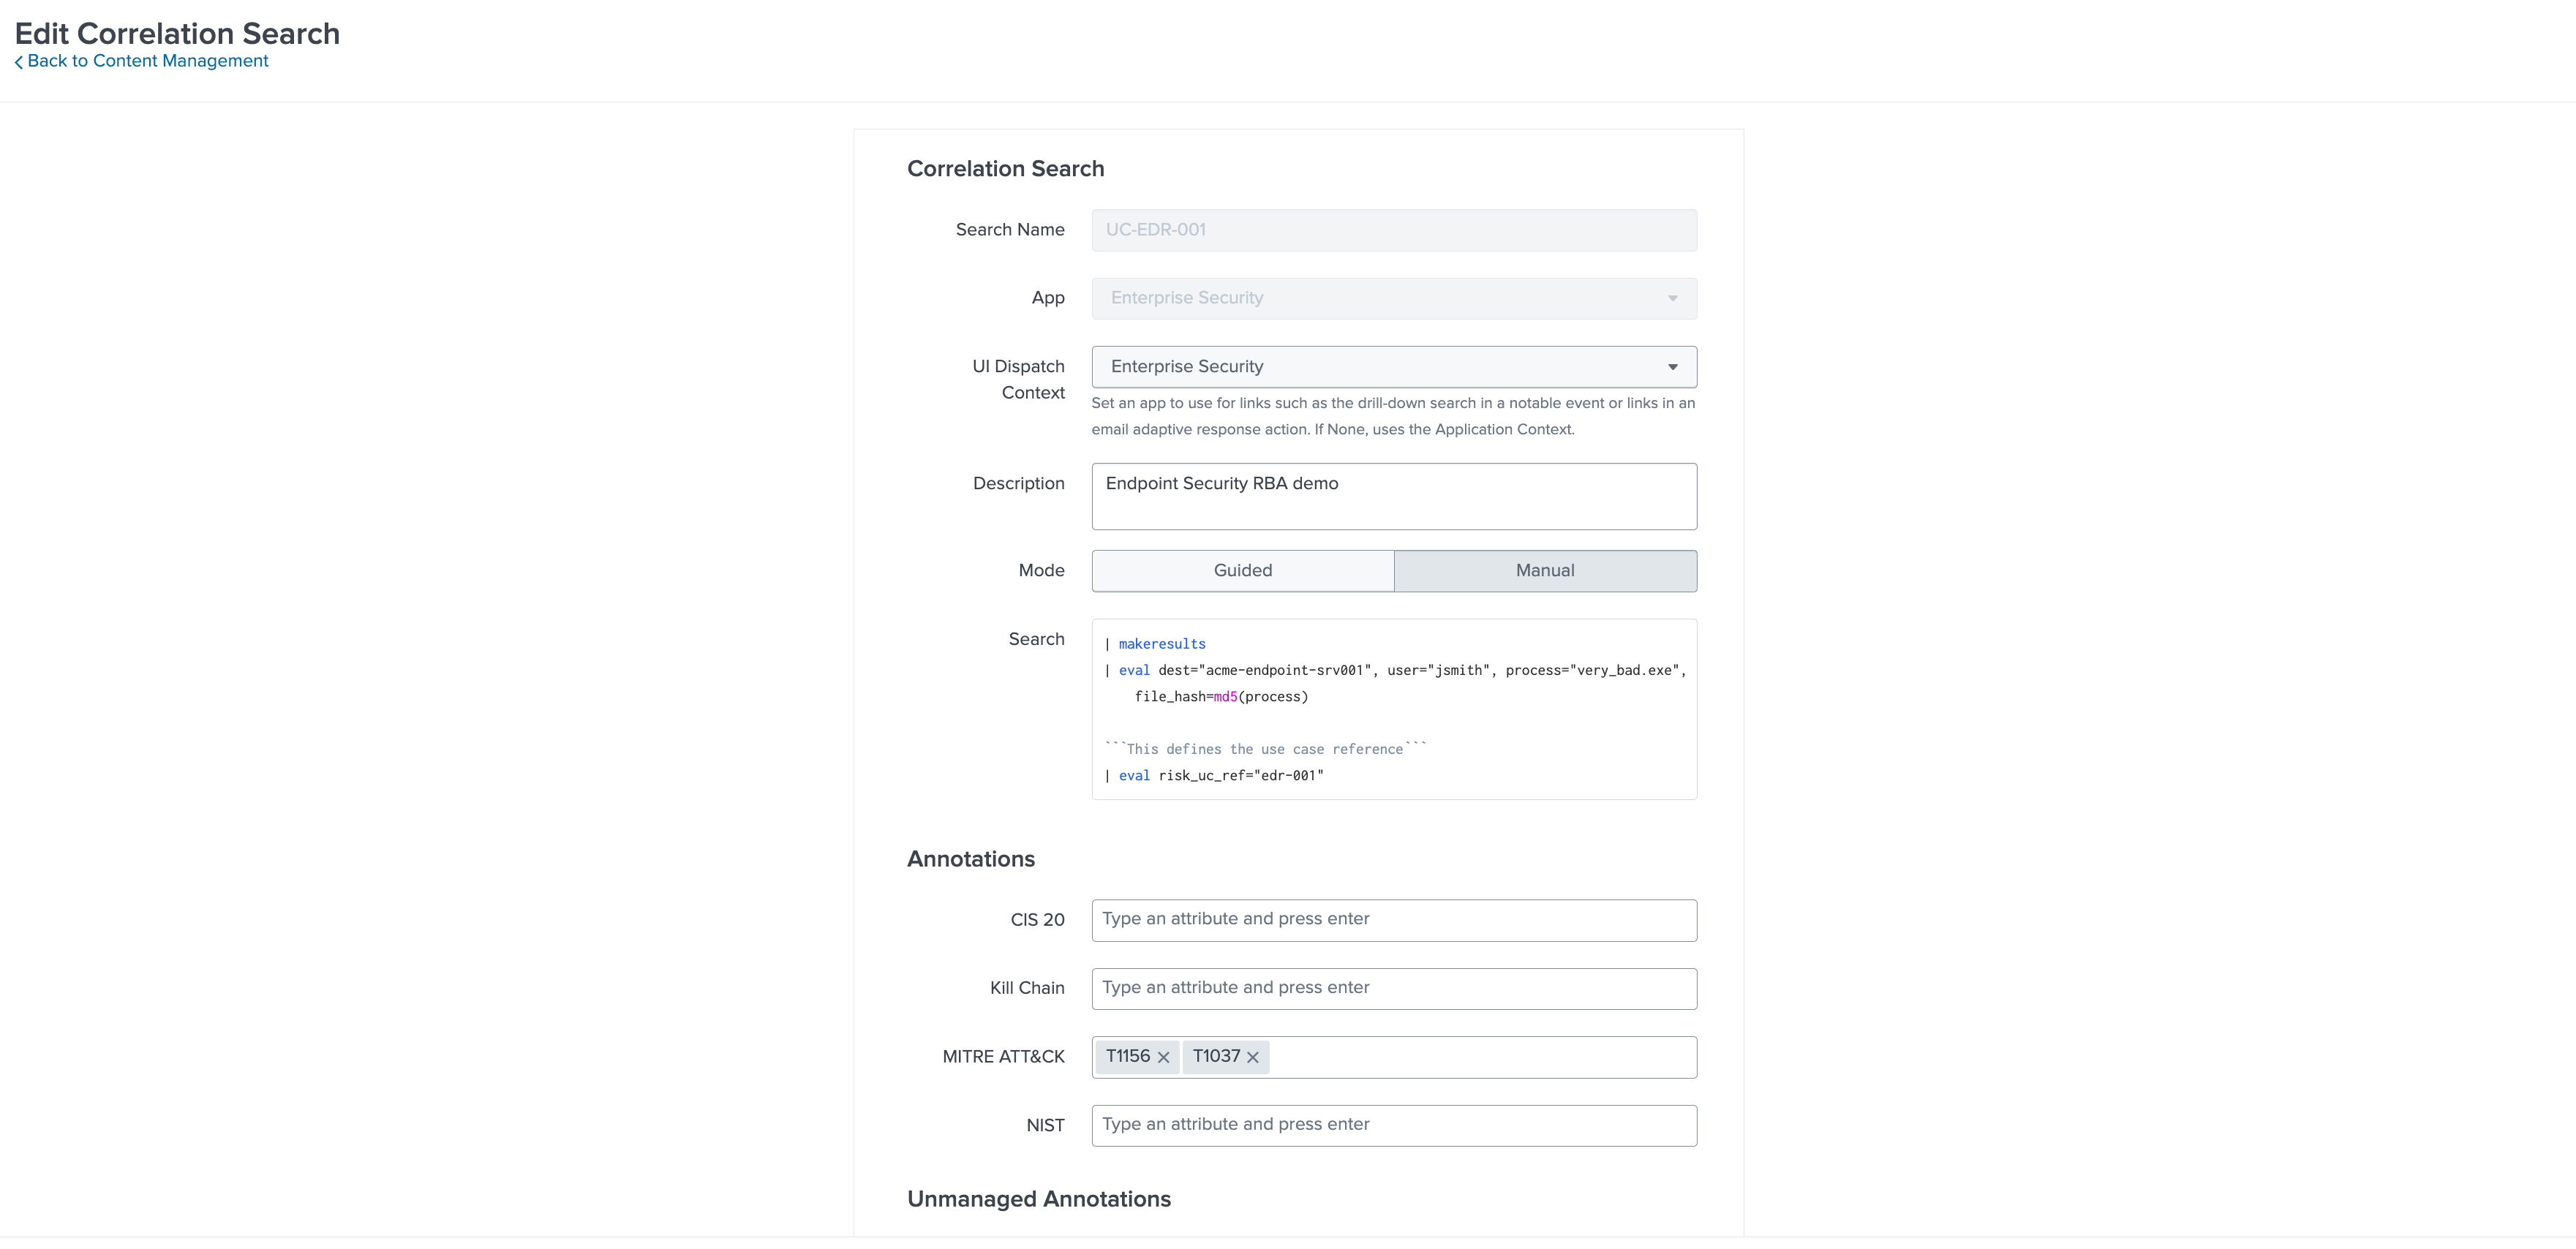 Edit Correlation Search
Back to Content Management
Correlation Search
Search Name
UC-EDR-001
App
Enterprise Security
UI Dispatch
Context
Enterprise Security
Set an app to use for links such as the drill-down search in a notable event or links in an
email adaptive response action. If None, uses the Application Context.
Description
Endpoint Security RBA demo
Mode
Guided
Manual
Search
| makeresults
| eval dest="acme-endpoint-srv001", user="jsmith", process="very_bad.exe",
file_hash=md5(process)
```This defines the use case reference```
| eval risk_uc_ref="edr-001"
Annotations
CIS 20
Type an attribute and press enter
Kill Chain
Type an attribute and press enter
MITRE ATT&CK
T1156 × T1037 ×
NIST
Type an attribute and press enter
Unmanaged Annotations